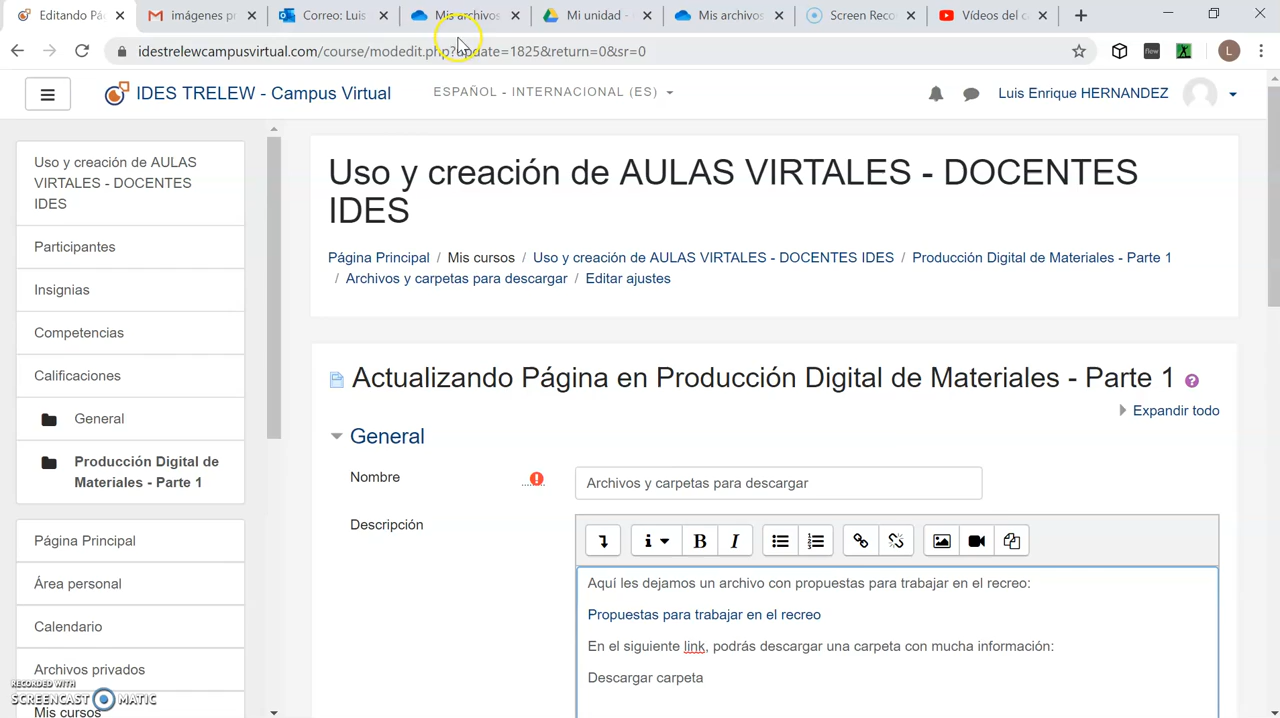 Editando Pá
imágenes pr
Correo: Luis
Mis archivos
Mi unidad -
Mis archivos
Screen Reco
Vídeos del c
idestrelewcampusvirtual.com/course/modedit.php?update=1825&return=0&sr=0
flow
L
IDES TRELEW - Campus Virtual
ESPAÑOL - INTERNACIONAL (ES)
Luis Enrique HERNANDEZ
Uso y creación de AULAS
VIRTALES - DOCENTES
IDES
Participantes
Insignias
Competencias
Calificaciones
General
Producción Digital de
Materiales - Parte 1
Página Principal
Área personal
Calendario
Archivos privados
Mis cursos
RECORDED WITH
SCREENCAST MATIC
Uso y creación de AULAS VIRTALES - DOCENTES
IDES
Página Principal / Mis cursos / Uso y creación de AULAS VIRTALES - DOCENTES IDES / Producción Digital de Materiales - Parte 1
/ Archivos y carpetas para descargar / Editar ajustes
Actualizando Página en Producción Digital de Materiales - Parte 1
Expandir todo
General
Nombre
Archivos y carpetas para descargar
Descripción
Aquí les dejamos un archivo con propuestas para trabajar en el recreo:
Propuestas para trabajar en el recreo
En el siguiente link, podrás descargar una carpeta con mucha información:
Descargar carpeta